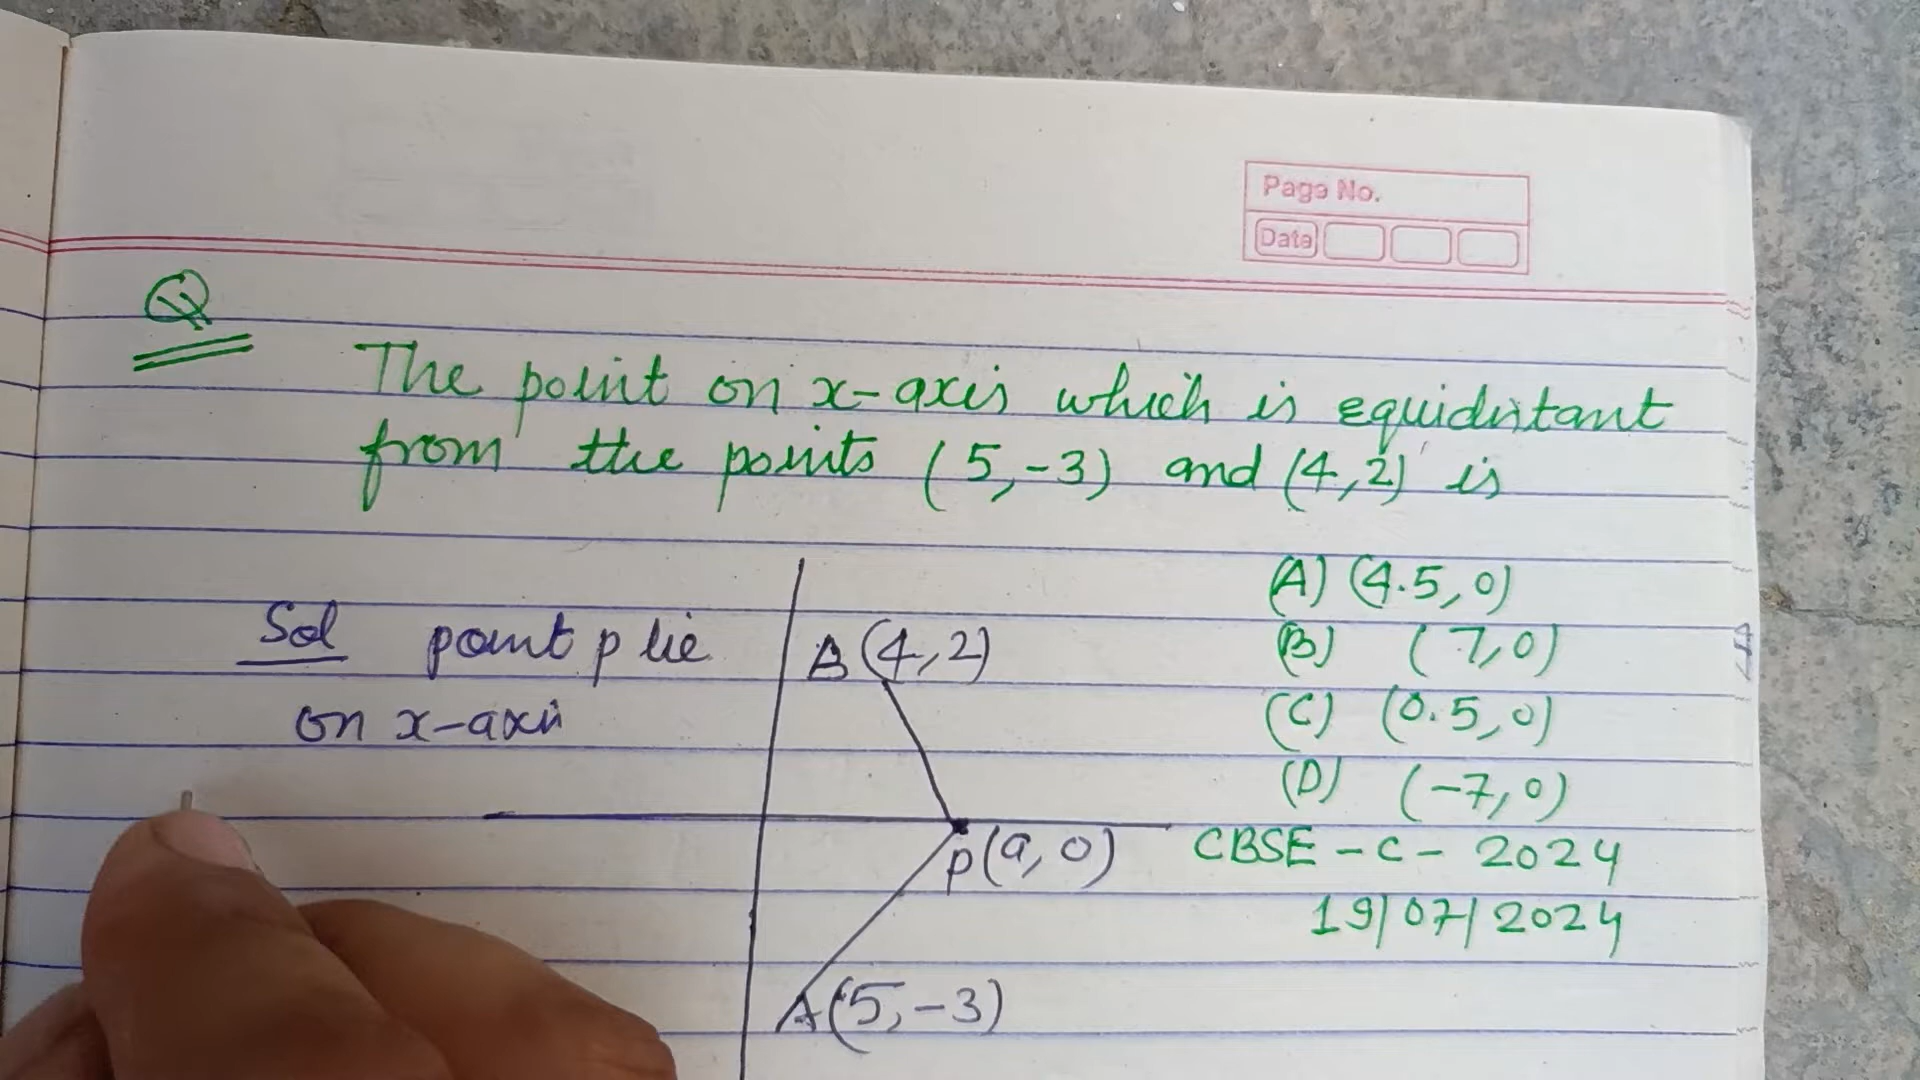 Page No.
Date
Q
The point on x-axis which is equidistant
from the points (5,-3) and (4,2) is
(A) (4.5,0)
Sol point p lie
B (4,2)
(B) (7,0)
on x-axis
(C) (0.5,0)
(D) (-7,0)
P(a,0)
CBSE - C - 2024
19/07/2024
A(5,-3)